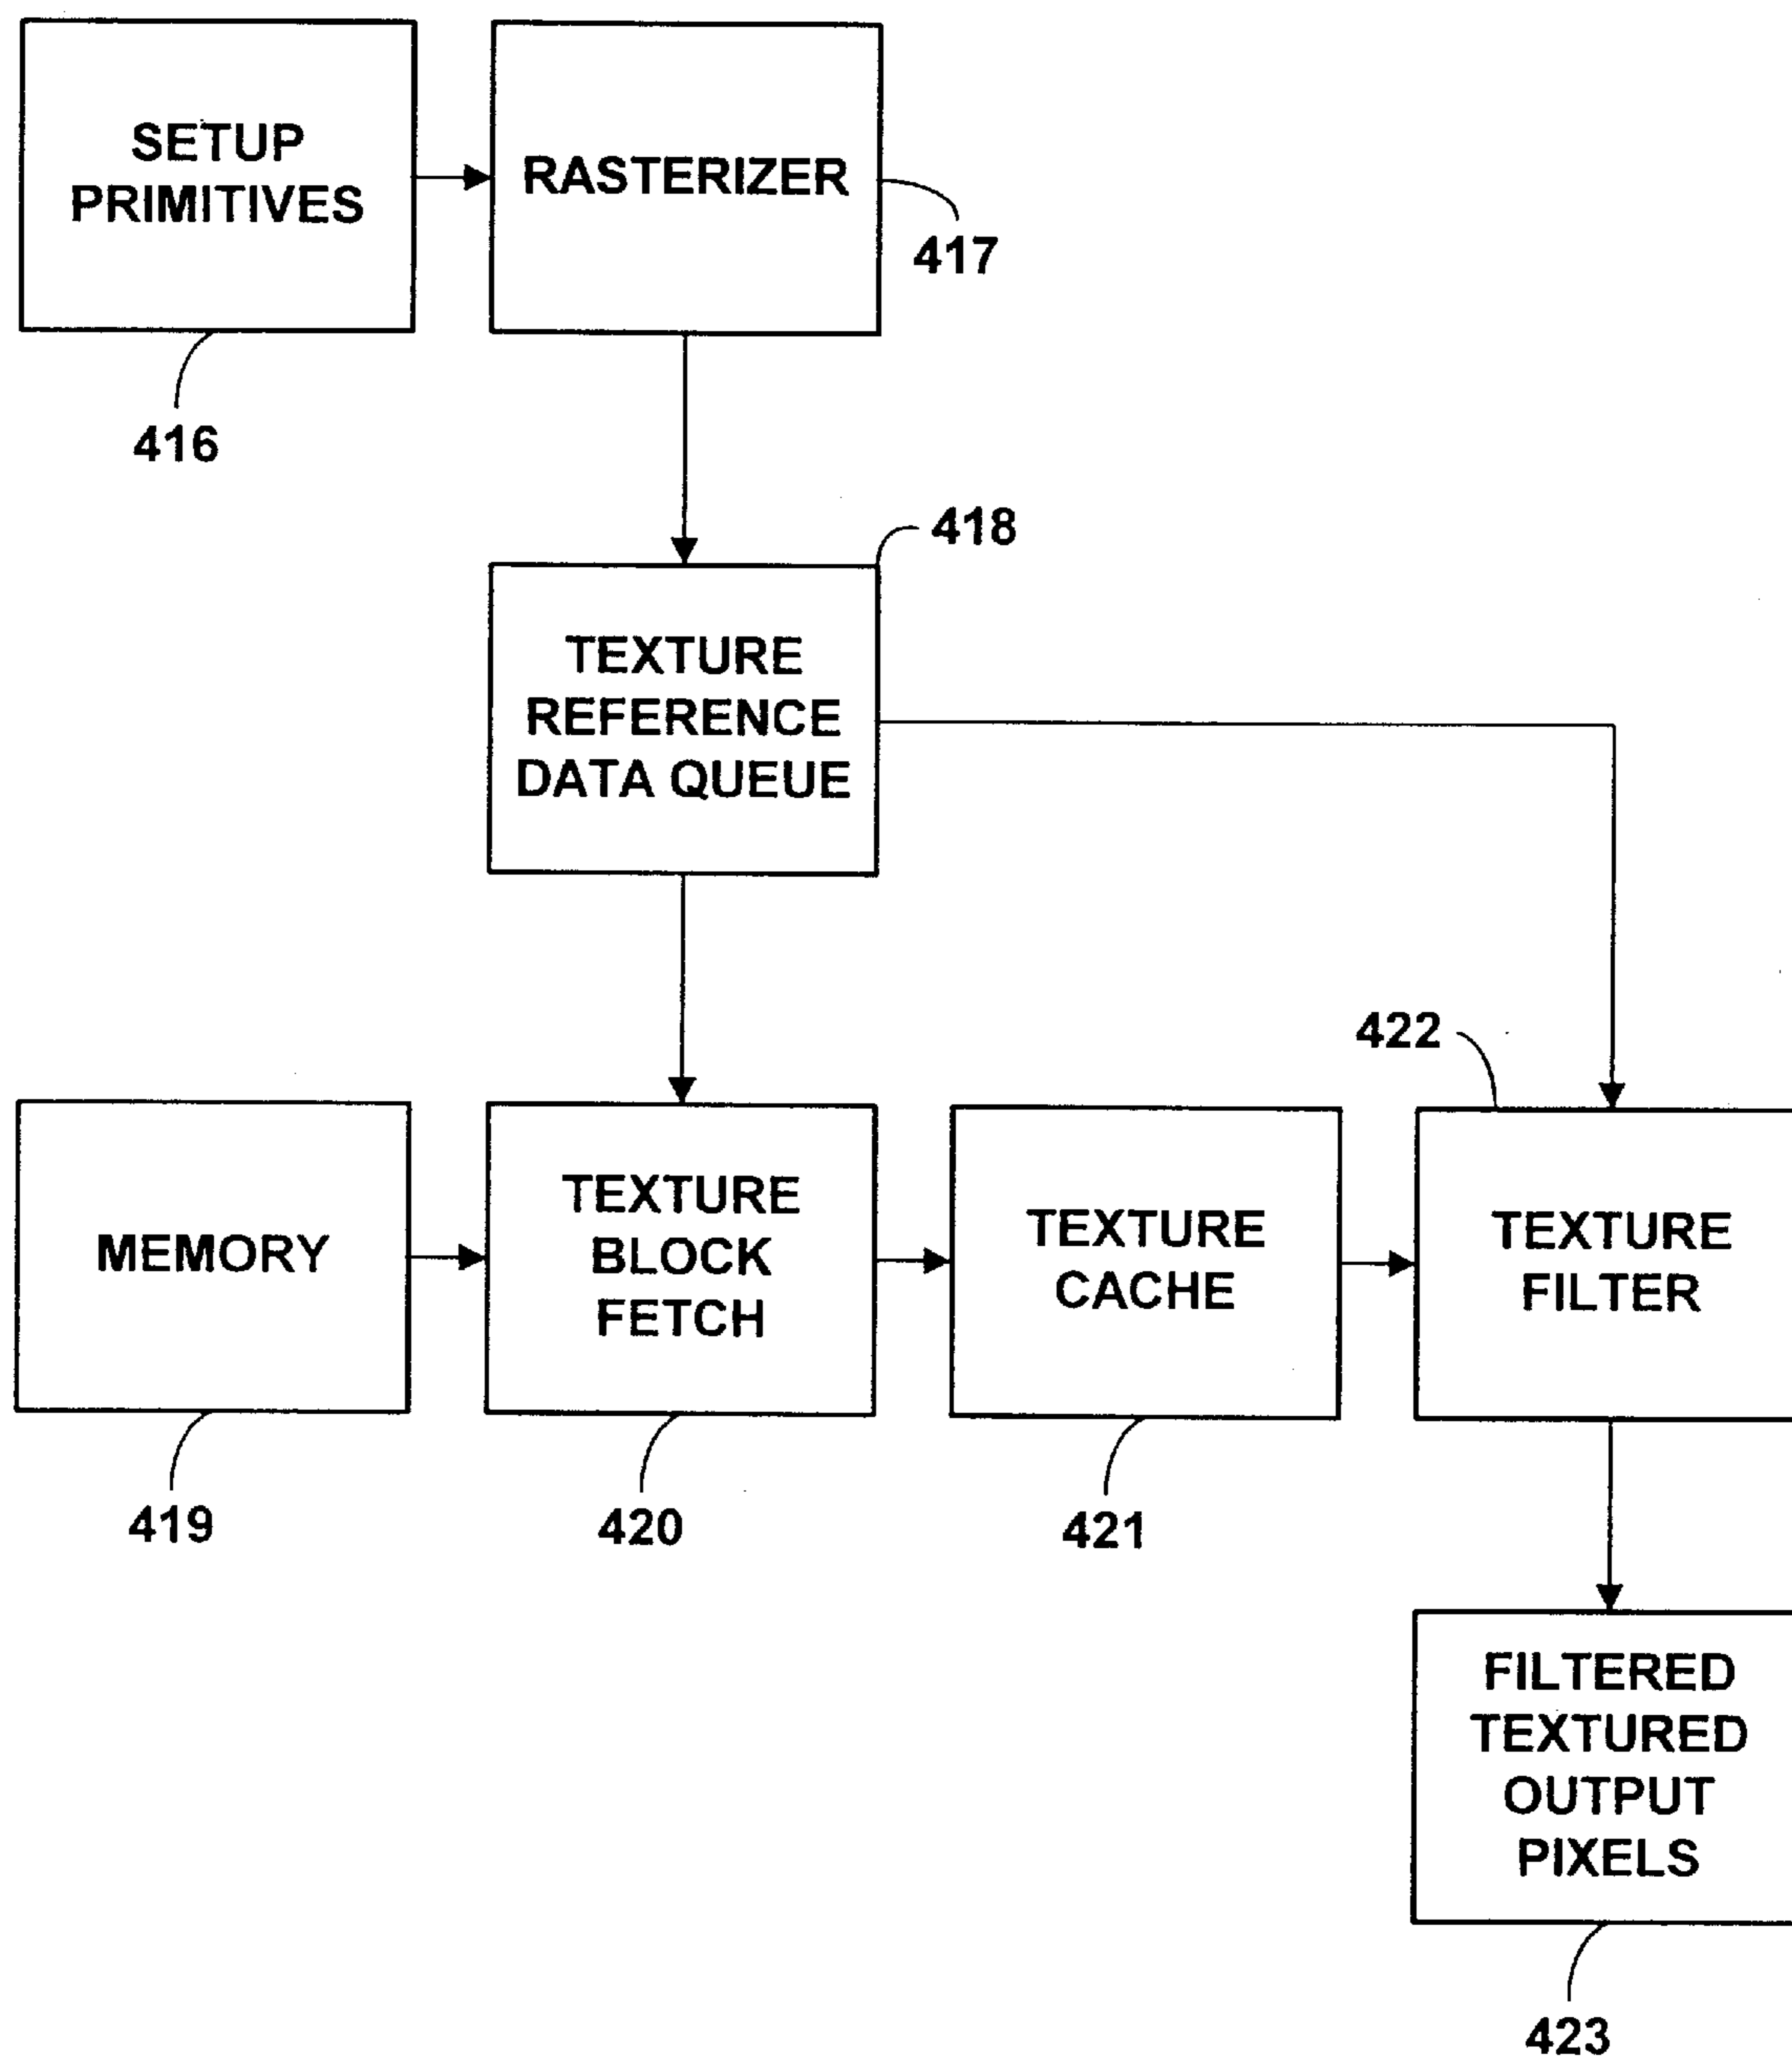 SETUP
PRIMITIVES
RASTERIZER
417
416
418
TEXTURE
REFERENCE
DATA QUEUE
422
MEMORY
TEXTURE
BLOCK
FETCH
TEXTURE
CACHE
TEXTURE
FILTER
419
420
421
FILTERED
TEXTURED
OUTPUT
PIXELS
423